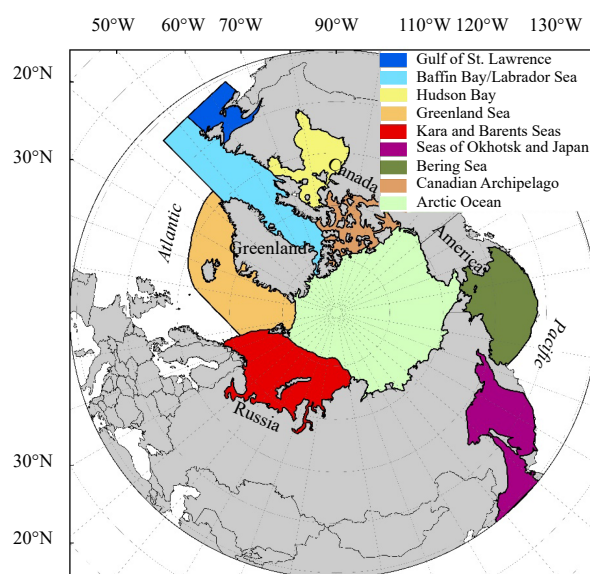 50°W 60°W 70°W 90°W 110°W 120°W 130°W
20°N
30°N
30°N
20°N
Gulf of St. Lawrence
Baffin Bay/Labrador Sea
Hudson Bay
Greenland Sea
Kara and Barents Seas
Seas of Okhotsk and Japan
Bering Sea
Canadian Archipelago
Arctic Ocean
Canada
America
Atlantic
Greenland
Pacific
Russia